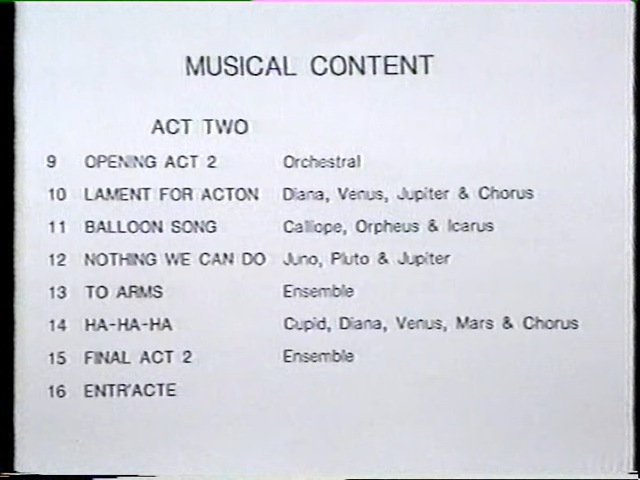 MUSICAL CONTENT
ACT TWO
9 OPENING ACT 2 Orchestral
10 LAMENT FOR ACTON Diana, Venus, Jupiter & Chorus
11 BALLOON SONG Calliope, Orpheus & Icarus
12 NOTHING WE CAN DO Juno, Pluto & Jupiter
13 TO ARMS Ensemble
14 HA-HA-HA Cupid, Diana, Venus, Mars & Chorus
15 FINAL ACT 2 Ensemble
16 ENTR'ACTE